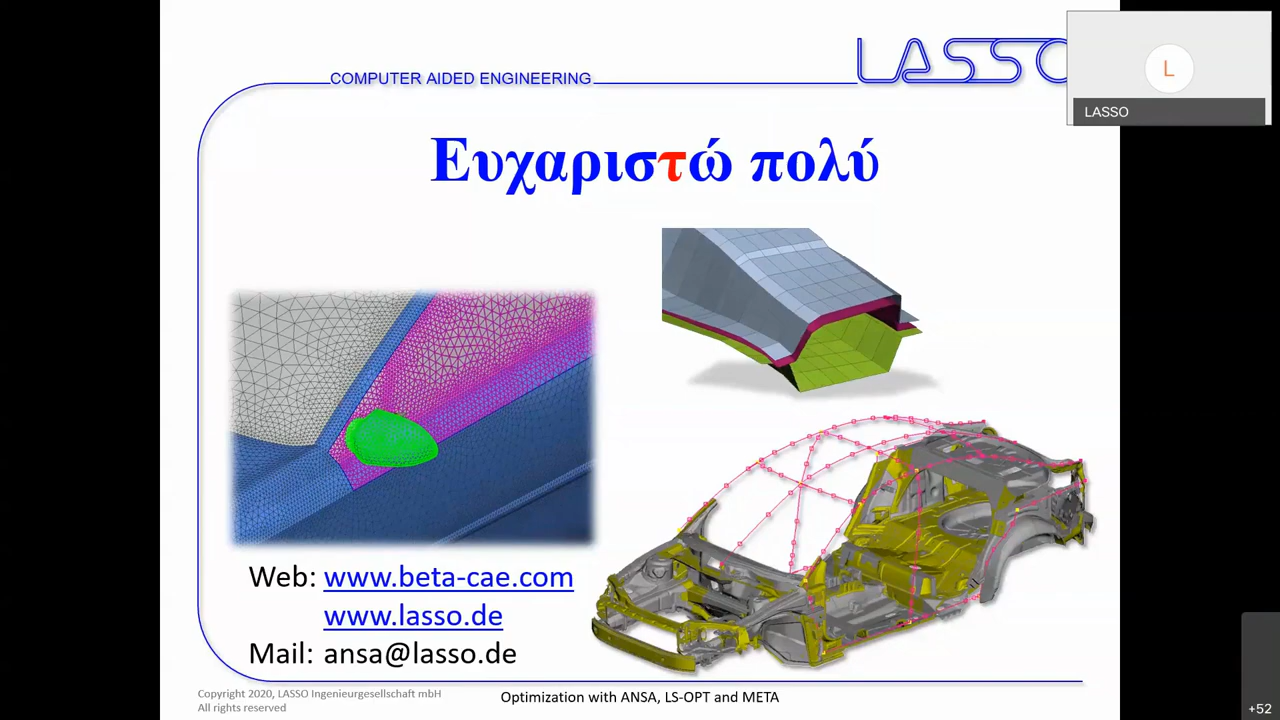 COMPUTER AIDED ENGINEERING
LASSO
L
LASSO
Ευχαριστώ πολύ
Web: www.beta-cae.com
www.lasso.de
Mail: ansa@lasso.de
Copyright 2020, LASSO Ingenieurgesellschaft mbH
All rights reserved
Optimization with ANSA, LS-OPT and META
+52